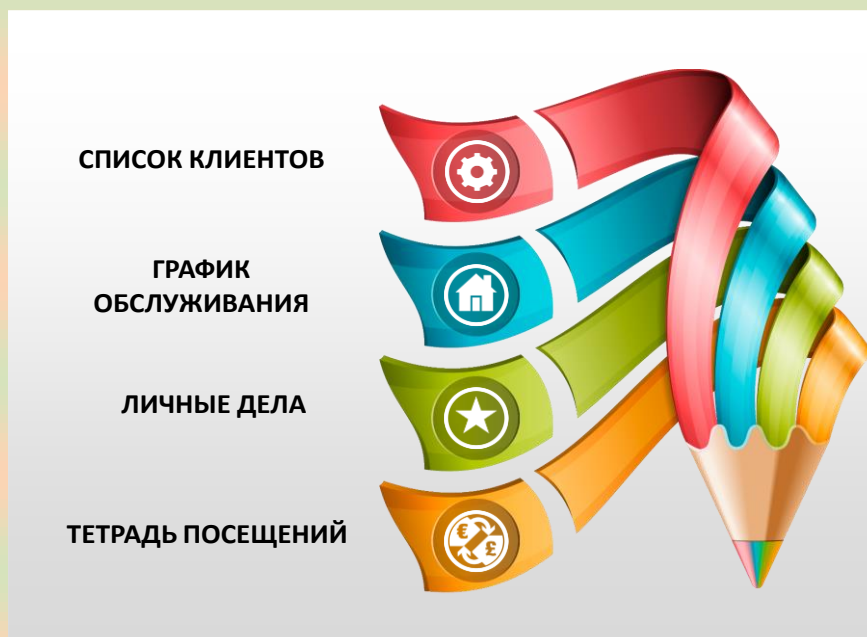 СПИСОК КЛИЕНТОВ
ГРАФИК
ОБСЛУЖИВАНИЯ
ЛИЧНЫЕ ДЕЛА
ТЕТРАДЬ ПОСЕЩЕНИЙ
€
£